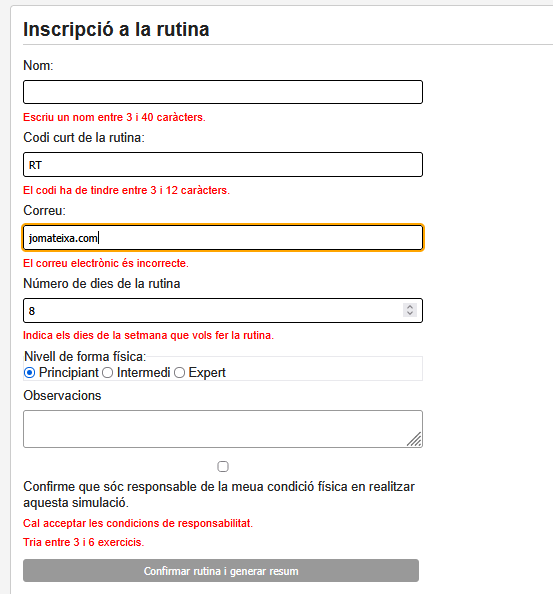 Inscripció a la rutina
Nom:
Escriu un nom entre 3 i 40 caràcters.
Codi curt de la rutina:
RT
El codi ha de tindre entre 3 i 12 caràcters.
Correu:
jomateixa.com
El correu electrònic és incorrecte.
Número de dies de la rutina
8
Indica els dies de la setmana que vols fer la rutina.
Nivell de forma física:
Principiant Intermedi Expert
Observacions
Confirme que sóc responsable de la meua condició física en realitzar
aquesta simulació.
Cal acceptar les condicions de responsabilitat.
Tria entre 3 i 6 exercicis.
Confirmar rutina i generar resum